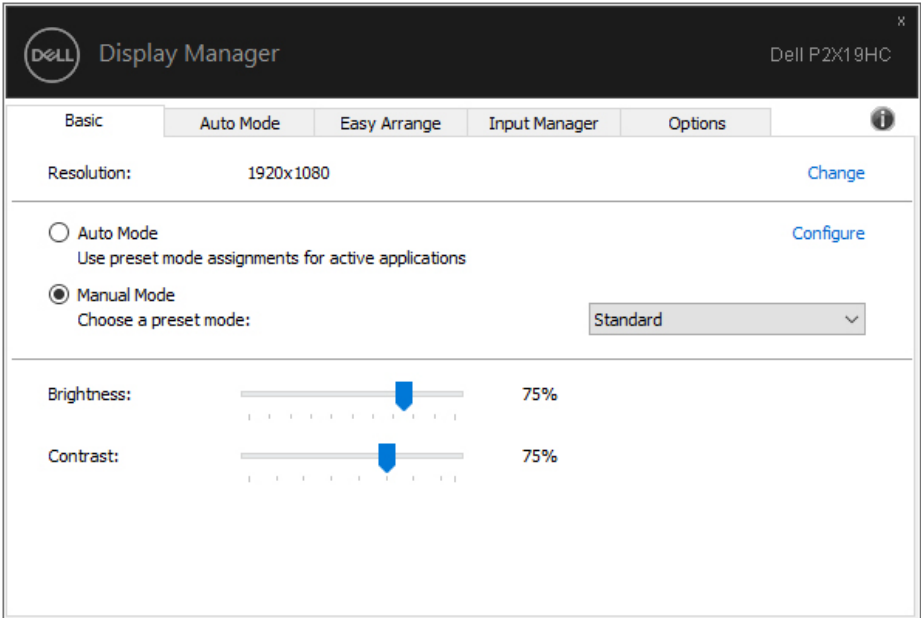 x
DELL Display Manager
Dell P2X19HC
Basic Auto Mode Easy Arrange Input Manager Options
Resolution: 1920x1080 Change
Auto Mode Configure
Use preset mode assignments for active applications
Manual Mode
Choose a preset mode: Standard
Brightness: 75%
Contrast: 75%